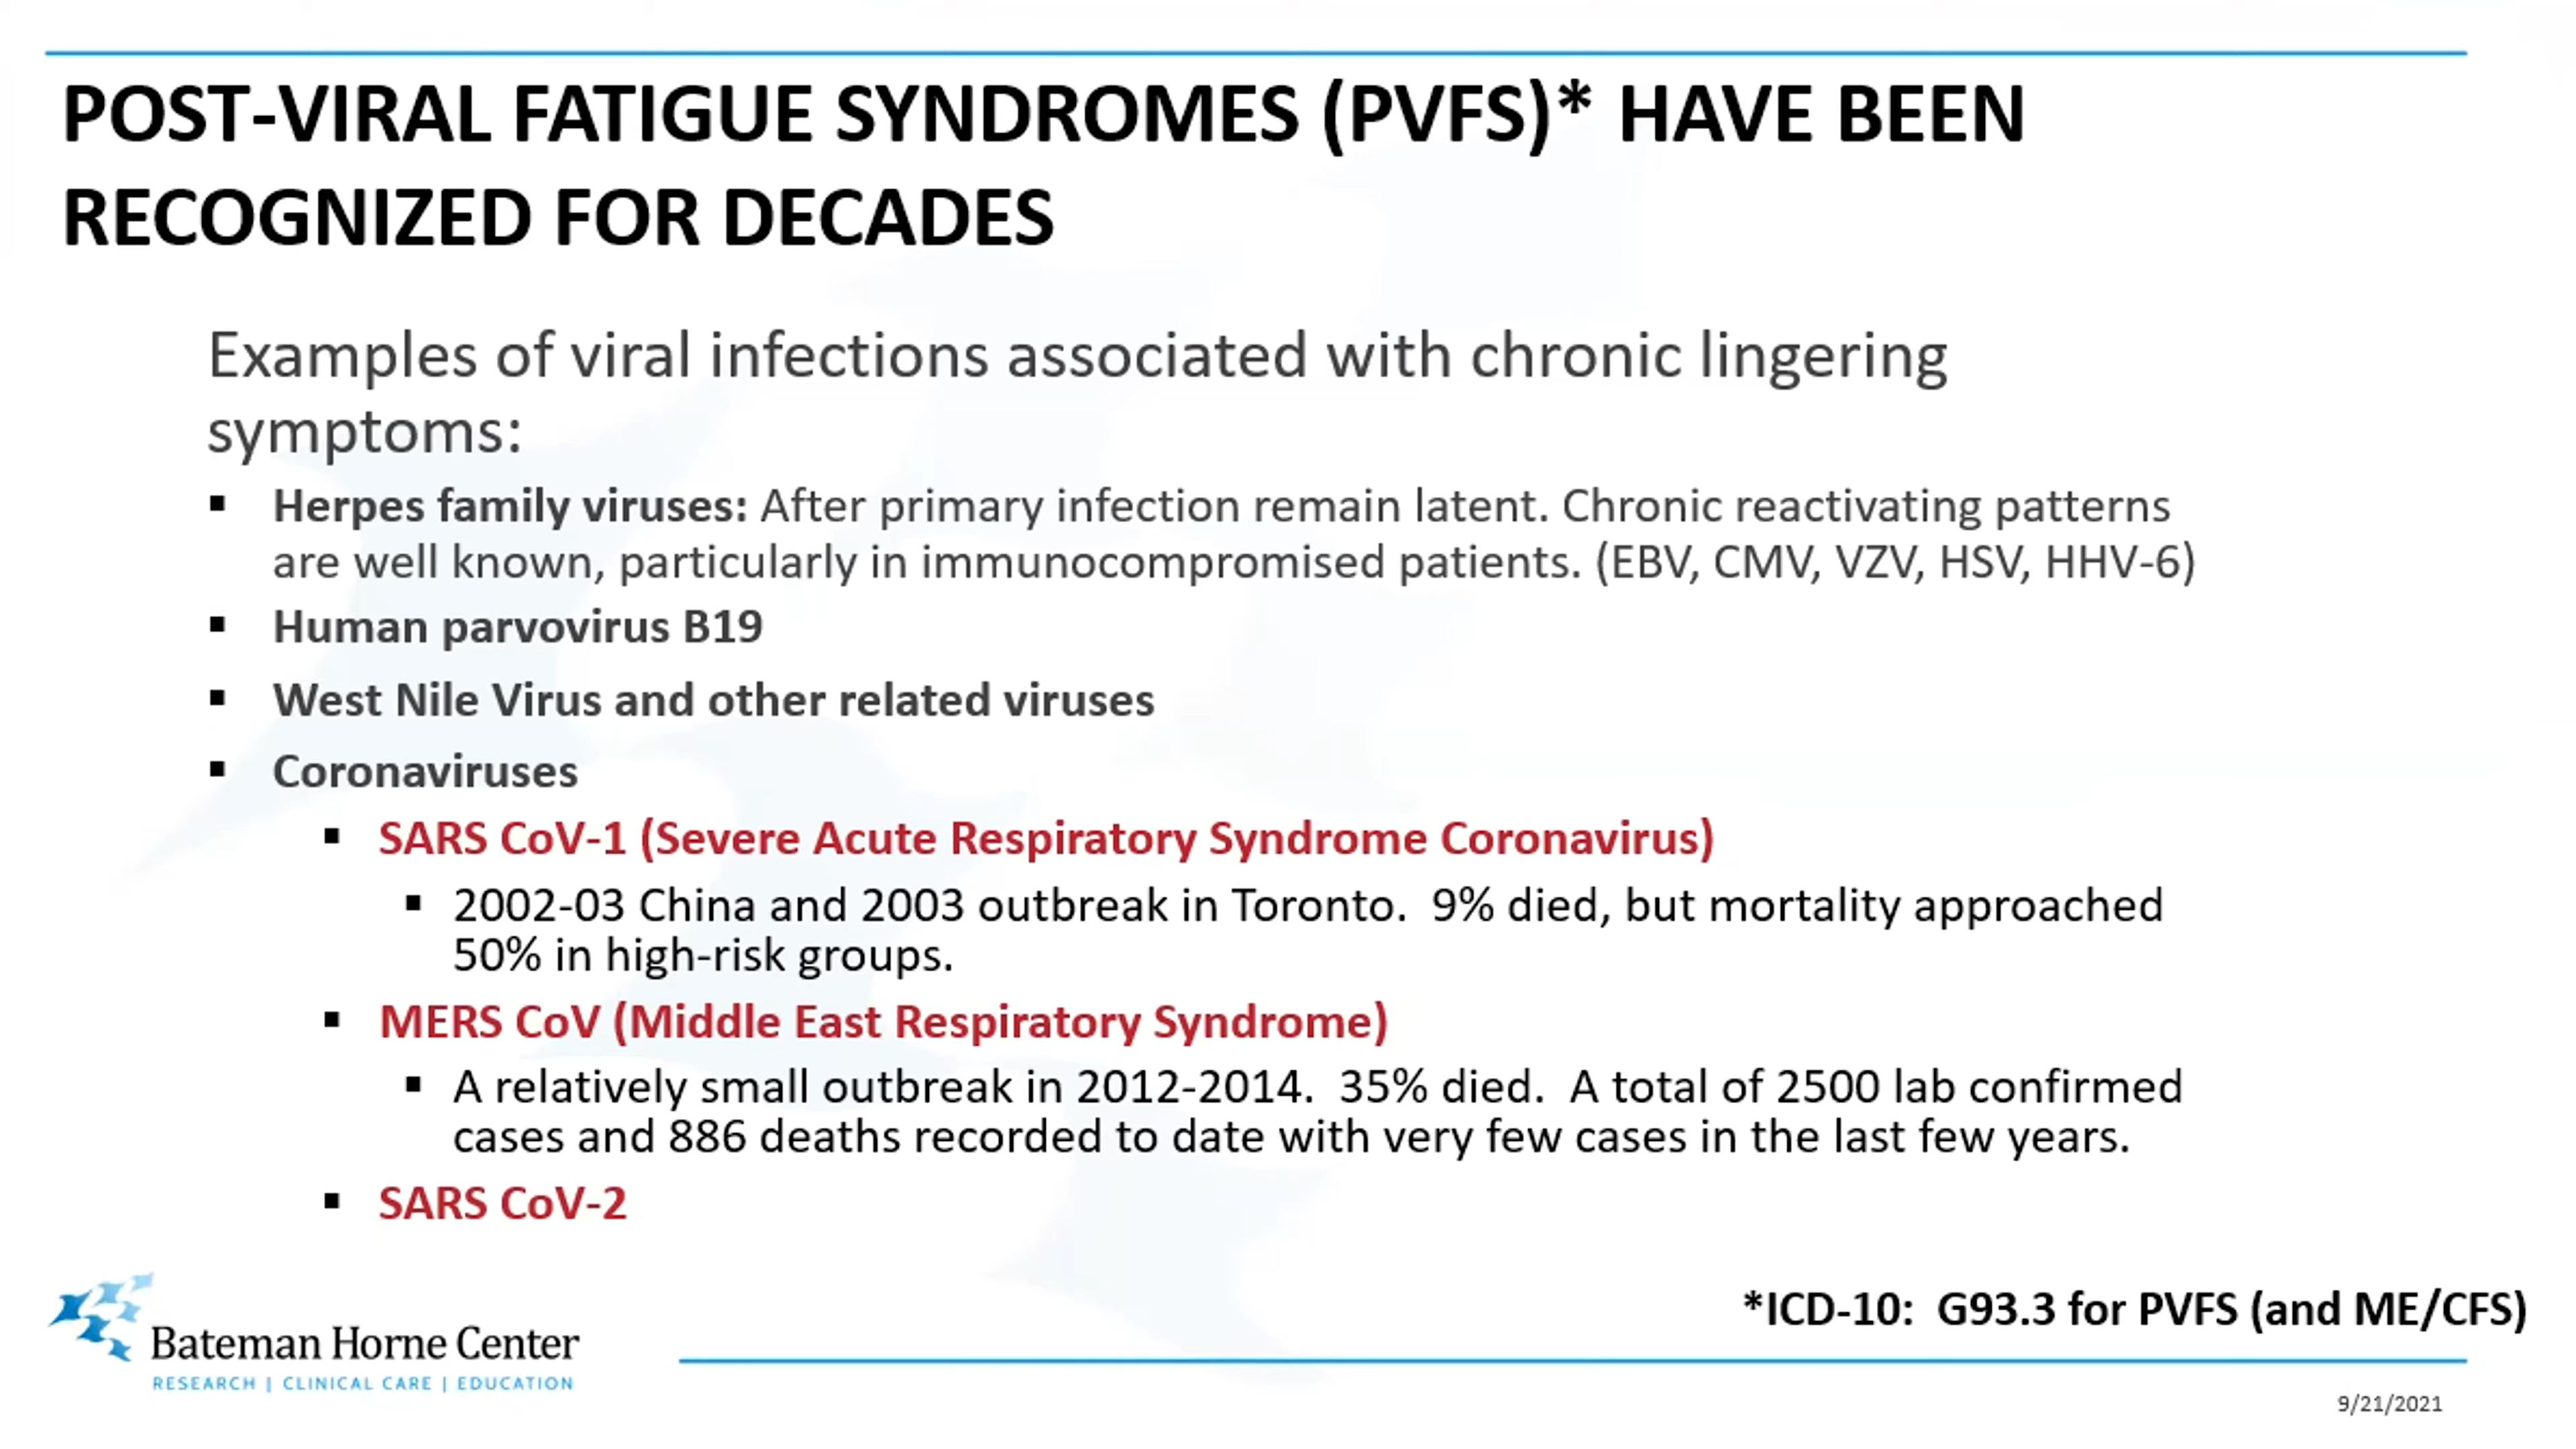 POST-VIRAL FATIGUE SYNDROMES (PVFS)* HAVE BEEN
RECOGNIZED FOR DECADES
Examples of viral infections associated with chronic lingering
symptoms:
▪ Herpes family viruses: After primary infection remain latent. Chronic reactivating patterns
are well known, particularly in immunocompromised patients. (EBV, CMV, VZV, HSV, HHV-6)
▪ Human parvovirus B19
▪ West Nile Virus and other related viruses
▪ Coronaviruses
▪ SARS CoV-1 (Severe Acute Respiratory Syndrome Coronavirus)
▪ 2002-03 China and 2003 outbreak in Toronto.  9% died, but mortality approached
50% in high-risk groups.
▪ MERS CoV (Middle East Respiratory Syndrome)
▪ A relatively small outbreak in 2012-2014.  35% died.  A total of 2500 lab confirmed
cases and 886 deaths recorded to date with very few cases in the last few years.
▪ SARS CoV-2
*ICD-10:  G93.3 for PVFS (and ME/CFS)
Bateman Horne Center
RESEARCH | CLINICAL CARE | EDUCATION
9/21/2021